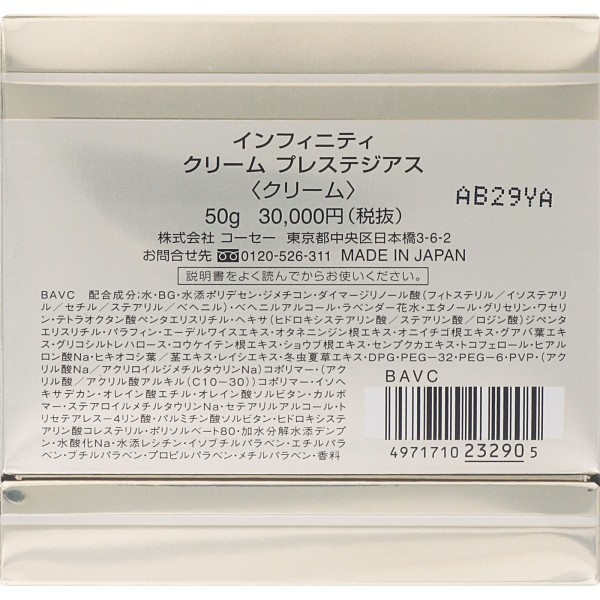 インフィニティ
クリーム プレステジアス
〈クリーム〉
50g 30,000円(税抜)
AB29YA
株式会社 コーセー 東京都中央区日本橋3-6-2
お問合せ先 0120-526-311 MADE IN JAPAN
説明書をよく読んでからお使いください。
BAVC 配合成分;水・BG・水添ポリデセン・ジメチコン・ダイマージリノール酸(フィトステリル/イソステアリ
ル/セチル/ステアリル/ベヘニル)・ベヘニルアルコール・ラベンダー花水・エタノール・グリセリン・ワセリ
ン・テトラオクタン酸ペンタエリスリチル・ヘキサ(ヒドロキシステアリン酸/ステアリン酸/ロジン酸)ジペンタ
エリスリチル・パラフィン・エーデルワイスエキス・オタネニンジン根エキス・オニイチゴ根エキス・グアバ葉エキ
ス・グリコシルトレハロース・コウケイテン根エキス・ショウブ根エキス・センブクカエキス・トコフェロール・ヒアル
ロン酸Na・ヒキオコシ葉/茎エキス・レイシエキス・冬虫夏草エキス・DPG・PEG-32・PEG-6・PVP・(アク
リル酸Na/アクリロイルジメチルタウリンNa)コポリマー・(アク
リル酸/アクリル酸アルキル(C10-30))コポリマー・イソヘ
キサデカン・オレイン酸エチル・オレイン酸ソルビタン・カルボ
マー・ステアロイルメチルタウリンNa・セテアリルアルコール・ト
リセテアレス-4リン酸・パルミチン酸ソルビタン・ヒドロキシステ
アリン酸コレステリル・ポリソルベート80・加水分解水添デンプ
ン・水酸化Na・水添レシチン・イソブチルパラベン・エチルパラ
ベン・ブチルパラベン・プロピルパラベン・メチルパラベン・香料
BAVC
4971710 23290 5